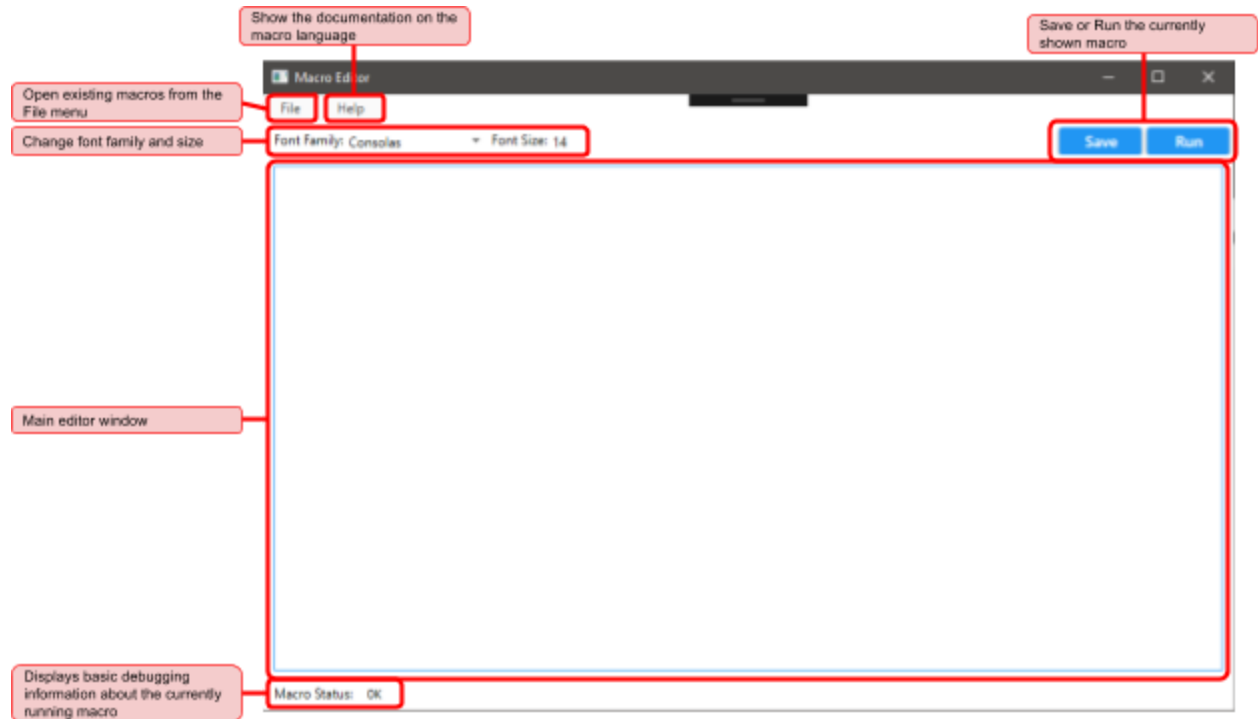 Show the documentation on the
macro language
Save or Run the currently
shown macro
Macro Editor
Open existing macros from the
File menu
File Help
Change font family and size
Font Family: Consolas Font Size: 14
Save Run
Main editor window
Displays basic debugging
information about the currently
running macro
Macro Status: OK